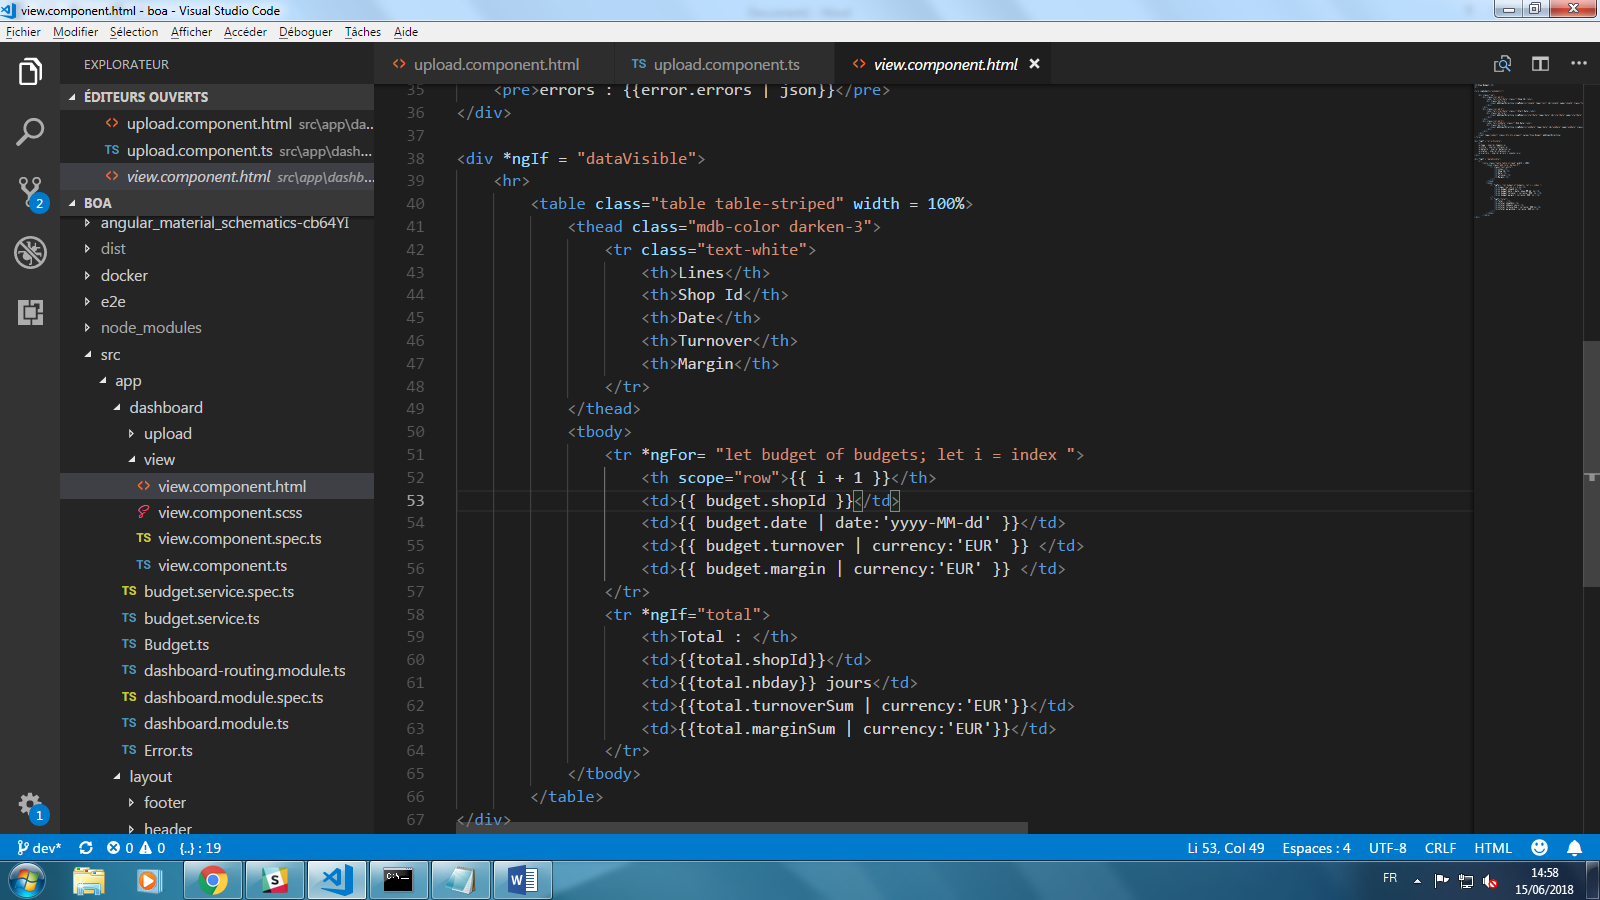 view.component.html - boa - Visual Studio Code
Fichier Modifier Sélection Afficher Accéder Déboguer Tâches Aide
EXPLORATEUR
upload.component.html
TS upload.component.ts
view.component.html
ÉDITEURS OUVERTS
upload.component.html src\app\da...
TS upload.component.ts src\app\dash...
view.component.html src\app\dashb...
BOA
angular_material_schematics-cb64YI
dist
docker
e2e
node_modules
src
app
dashboard
upload
view
view.component.html
view.component.scss
TS view.component.spec.ts
TS view.component.ts
TS budget.service.spec.ts
TS budget.service.ts
TS Budget.ts
TS dashboard-routing.module.ts
TS dashboard.module.spec.ts
TS dashboard.module.ts
TS Error.ts
layout
footer
header
2
1
35 <pre>errors : {{error.errors | json}}</pre>
36 </div>
37
38 <div *ngIf = "dataVisible">
39 <hr>
40 <table class="table table-striped" width = 100%>
41 <thead class="mdb-color darken-3">
42 <tr class="text-white">
43 <th>Lines</th>
44 <th>Shop Id</th>
45 <th>Date</th>
46 <th>Turnover</th>
47 <th>Margin</th>
48 </tr>
49 </thead>
50 <tbody>
51 <tr *ngFor= "let budget of budgets; let i = index ">
52 <th scope="row">{{ i + 1 }}</th>
53 <td>{{ budget.shopId }}</td>
54 <td>{{ budget.date | date:'yyyy-MM-dd' }}</td>
55 <td>{{ budget.turnover | currency:'EUR' }} </td>
56 <td>{{ budget.margin | currency:'EUR' }} </td>
57 </tr>
58 <tr *ngIf="total">
59 <th>Total : </th>
60 <td>{{total.shopId}}</td>
61 <td>{{total.nbday}} jours</td>
62 <td>{{total.turnoverSum | currency:'EUR'}}</td>
63 <td>{{total.marginSum | currency:'EUR'}}</td>
64 </tr>
65 </tbody>
66 </table>
67 </div>
dev* 0 0 {..} : 19
Li 53, Col 49 Espaces : 4 UTF-8 CRLF HTML
FR
14:58
15/06/2018